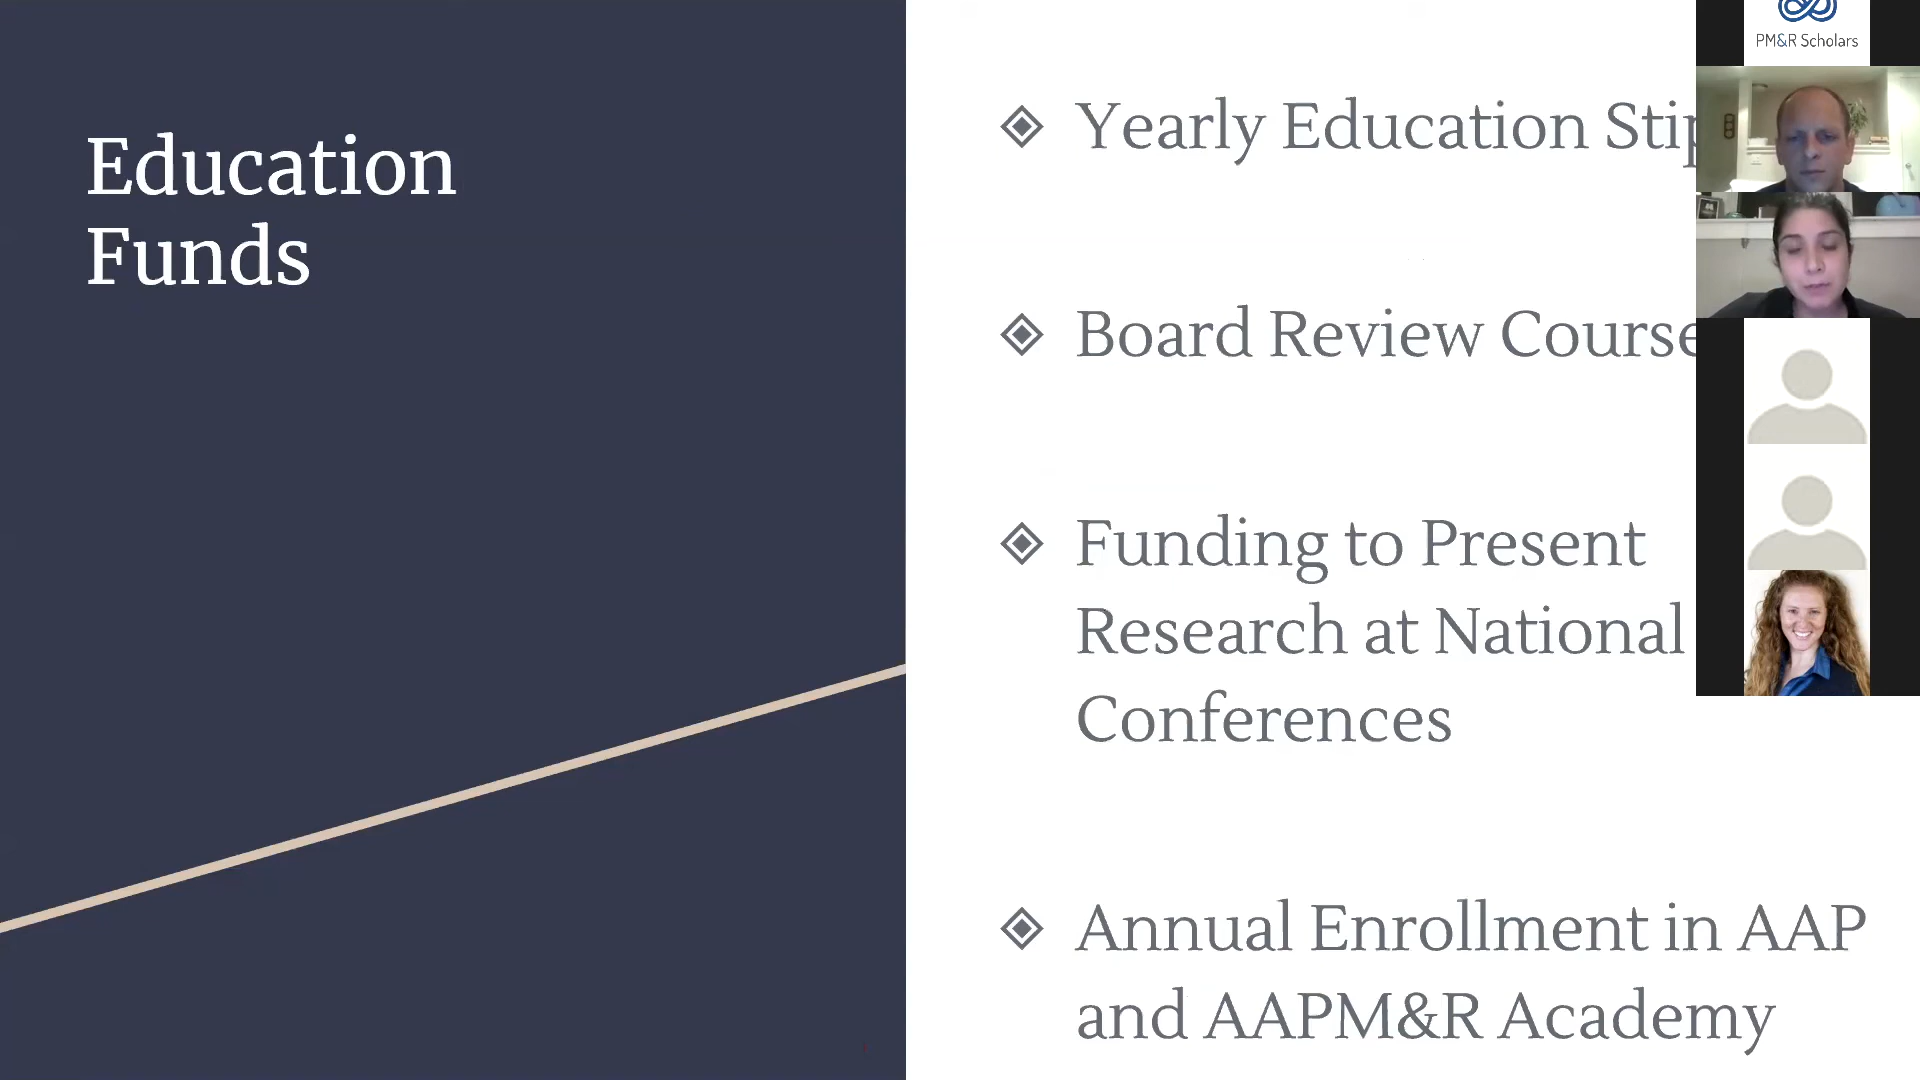 Education
Funds
Yearly Education
Board Review Course
Funding to Present
Research at National
Conferences
Annual Enrollment in AAP
and AAPM&R Academy
PM&R Scholars